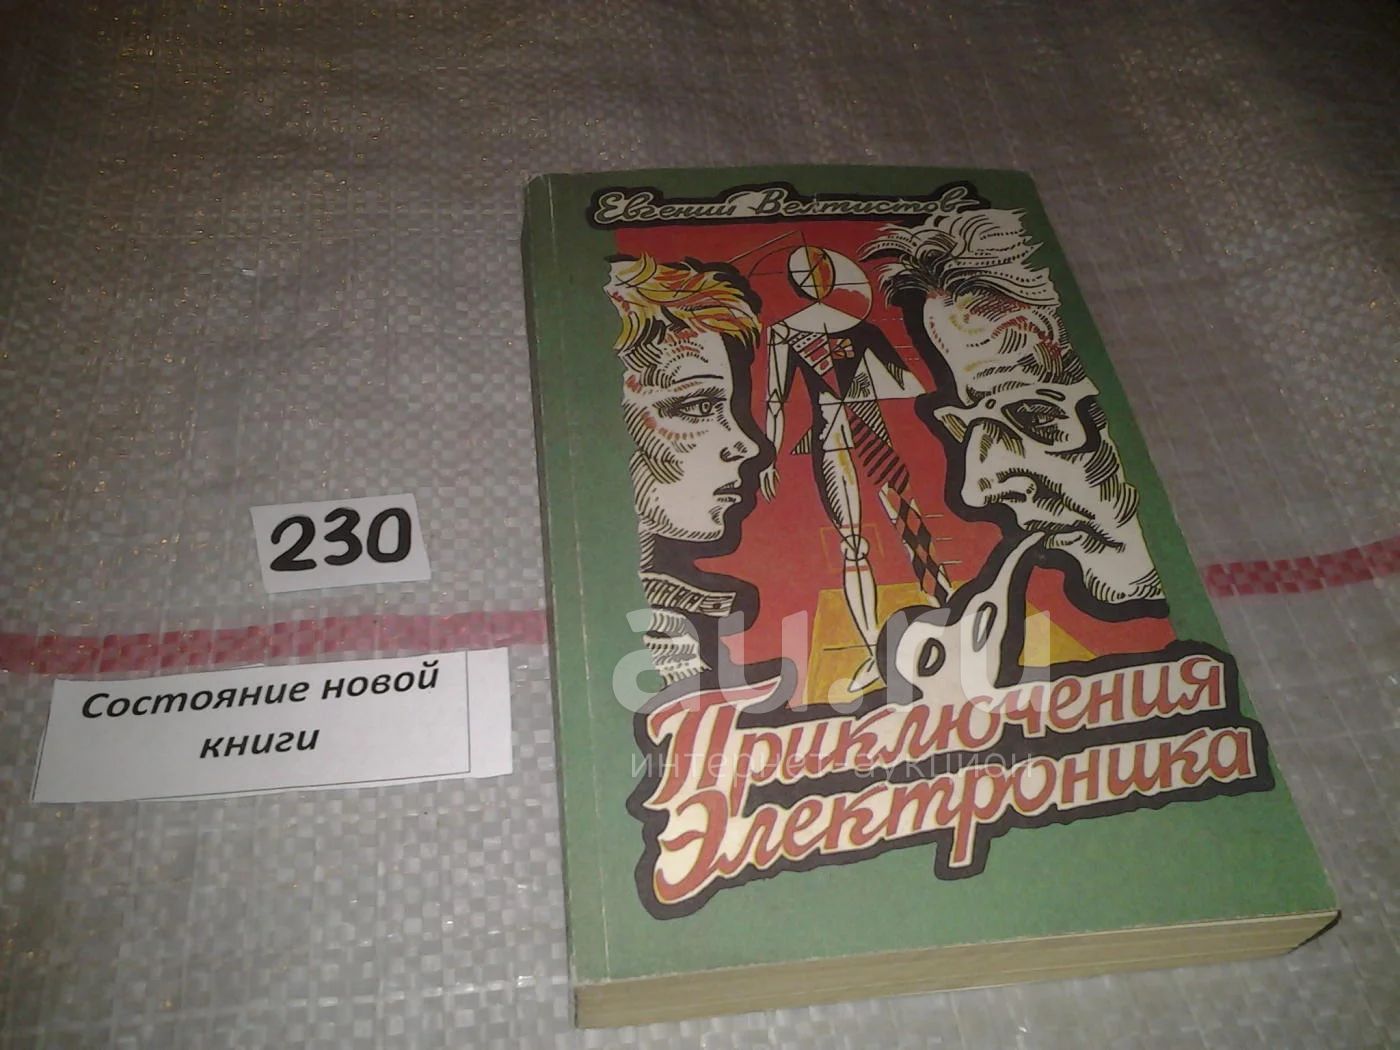 Евгений Велтистов
230
Состояние новой
книги
au.ru
интернет-аукцион
Приключения
Электроника